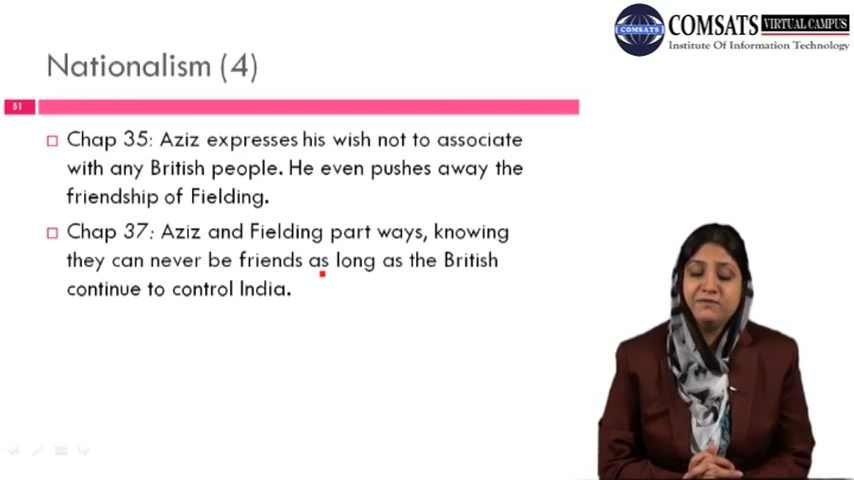 COMSATS VIRTUAL CAMPUS
COMSATS
Institute Of Information Technology
Nationalism (4)
51
Chap 35: Aziz expresses his wish not to associate
with any British people. He even pushes away the
friendship of Fielding.
Chap 37: Aziz and Fielding part ways, knowing
they can never be friends as long as the British
continue to control India.